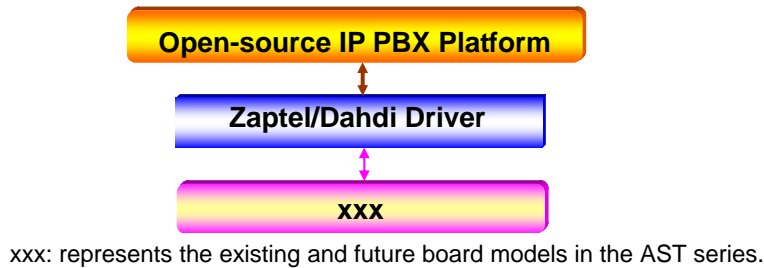 Open-source IP PBX Platform
Zaptel/Dahdi Driver
xxx
xxx: represents the existing and future board models in the AST series.